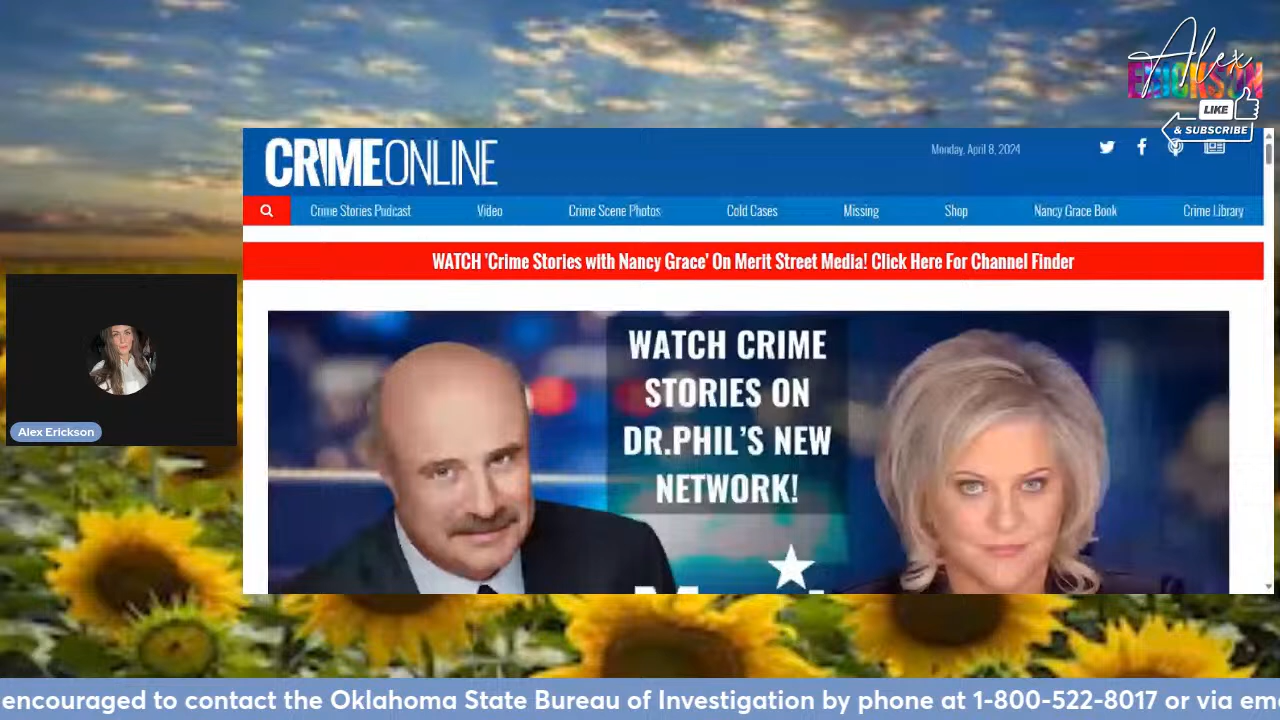 Alex
ERICKSON
LIKE
& SUBSCRIBE
CRIMEONLINE
Monday, April 8, 2024
Crime Stories Podcast
Video
Crime Scene Photos
Cold Cases
Missing
Shop
Nancy Grace Book
Crime Library
WATCH 'Crime Stories with Nancy Grace' On Merit Street Media! Click Here For Channel Finder
WATCH CRIME
STORIES ON
DR.PHIL'S NEW
NETWORK!
Alex Erickson
encouraged to contact the Oklahoma State Bureau of Investigation by phone at 1-800-522-8017 or via em